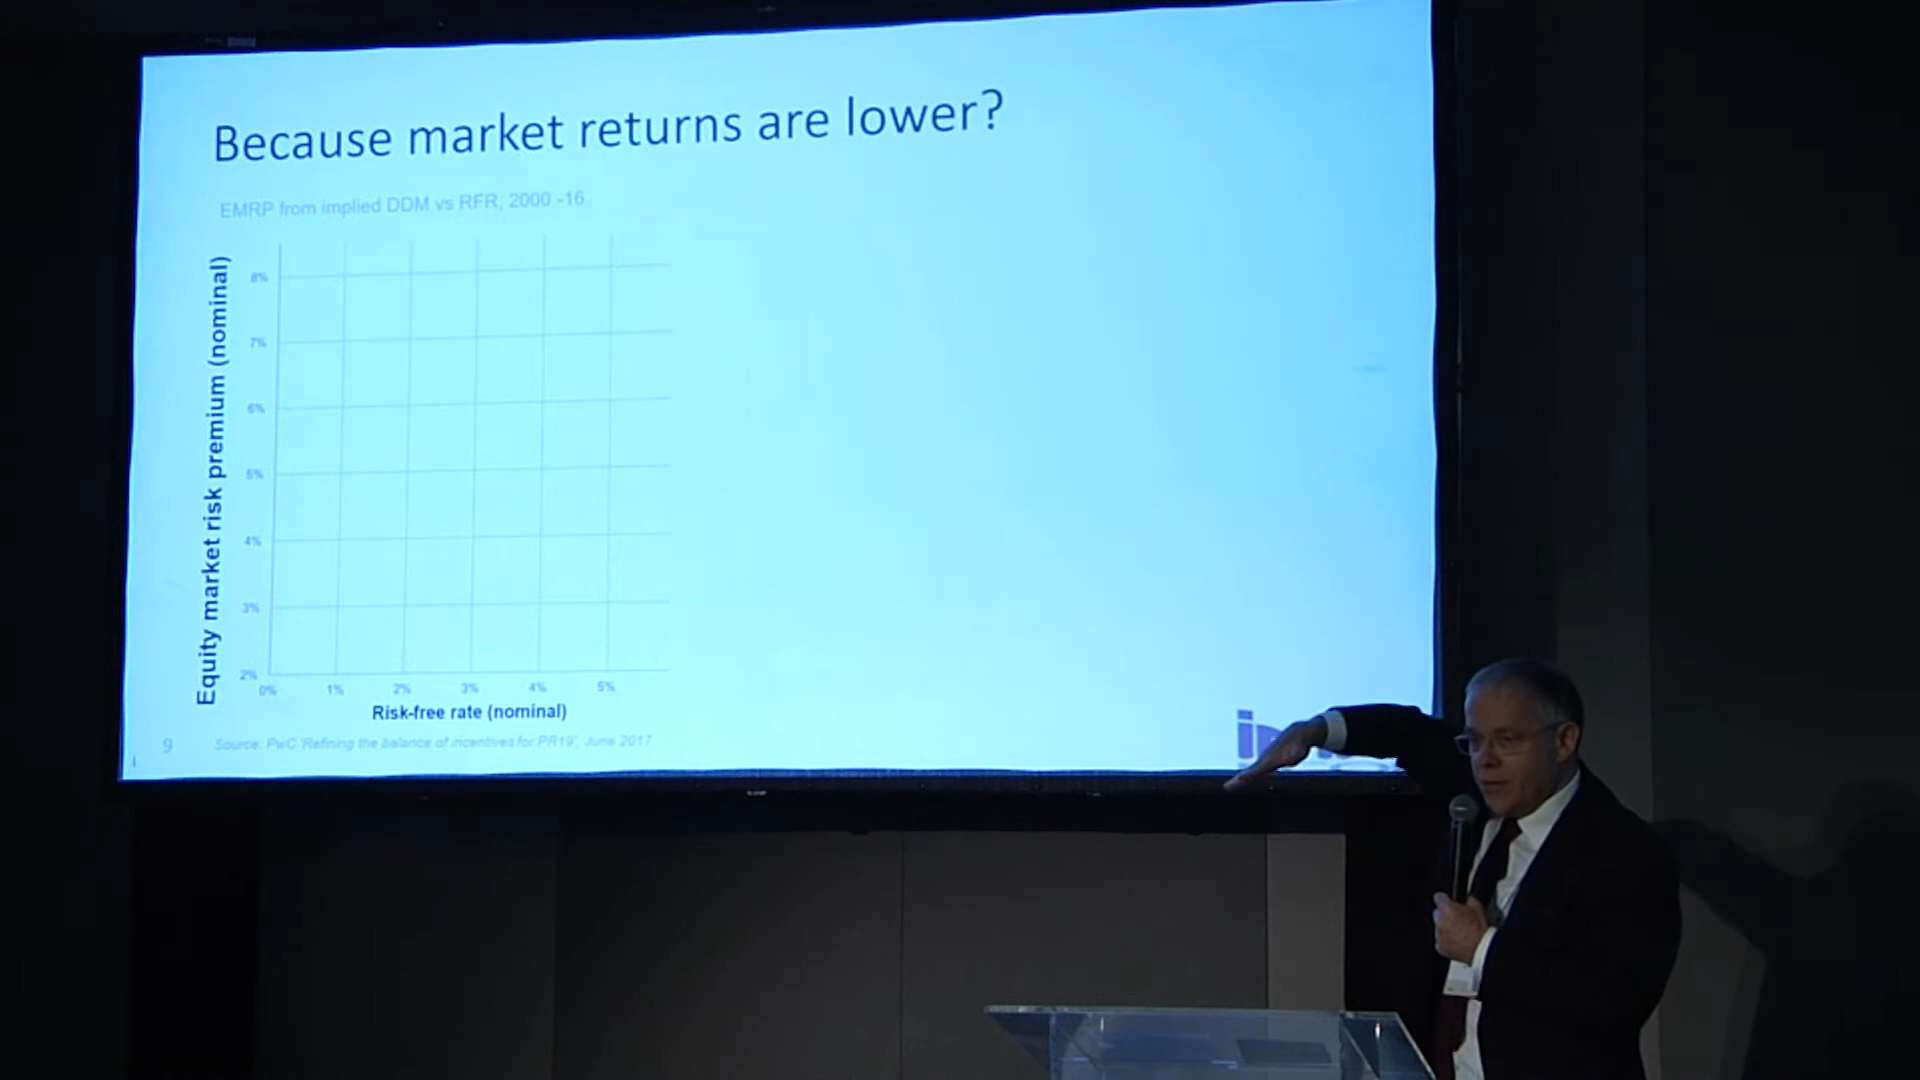 Because market returns are lower?
EMRP from implied DDM vs RFR, 2000 -16
Equity market risk premium (nominal)
8%
7%
6%
5%
4%
3%
2%
0% 1% 2% 3% 4% 5%
Risk-free rate (nominal)
9
Source: PwC 'Refining the balance of incentives for PR19', June 2017